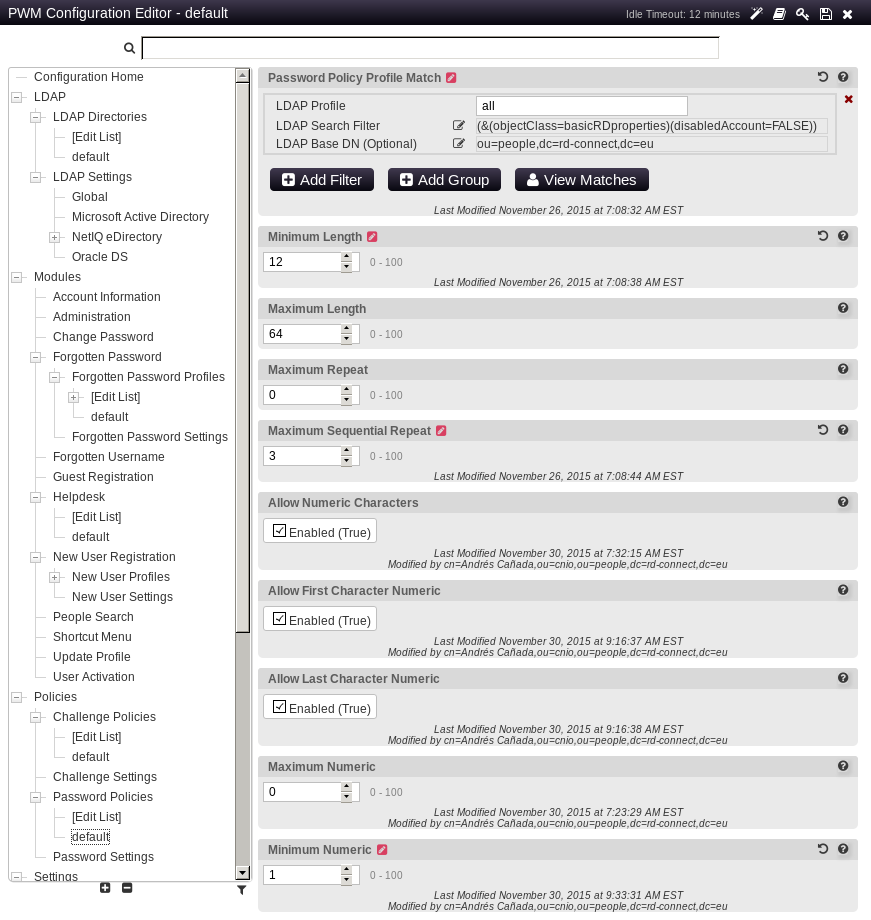 PWM Configuration Editor - default
Idle Timeout: 12 minutes
Configuration Home
LDAP
LDAP Directories
[Edit List]
default
LDAP Settings
Global
Microsoft Active Directory
NetIQ eDirectory
Oracle DS
Modules
Account Information
Administration
Change Password
Forgotten Password
Forgotten Password Profiles
[Edit List]
default
Forgotten Password Settings
Forgotten Username
Guest Registration
Helpdesk
[Edit List]
default
New User Registration
New User Profiles
New User Settings
People Search
Shortcut Menu
Update Profile
User Activation
Policies
Challenge Policies
[Edit List]
default
Challenge Settings
Password Policies
[Edit List]
default
Password Settings
Settings
Password Policy Profile Match
LDAP Profile all
LDAP Search Filter (&(objectClass=basicRDproperties)(disabledAccount=FALSE))
LDAP Base DN (Optional) ou=people,dc=rd-connect,dc=eu
Add Filter Add Group View Matches
Last Modified November 26, 2015 at 7:08:32 AM EST
Minimum Length
12 0 - 100
Last Modified November 26, 2015 at 7:08:38 AM EST
Maximum Length
64 0 - 100
Maximum Repeat
0 0 - 100
Maximum Sequential Repeat
3 0 - 100
Last Modified November 26, 2015 at 7:08:44 AM EST
Allow Numeric Characters
Enabled (True)
Last Modified November 30, 2015 at 7:32:15 AM EST
Modified by cn=Andrés Cañada,ou=cnio,ou=people,dc=rd-connect,dc=eu
Allow First Character Numeric
Enabled (True)
Last Modified November 30, 2015 at 9:16:37 AM EST
Modified by cn=Andrés Cañada,ou=cnio,ou=people,dc=rd-connect,dc=eu
Allow Last Character Numeric
Enabled (True)
Last Modified November 30, 2015 at 9:16:38 AM EST
Modified by cn=Andrés Cañada,ou=cnio,ou=people,dc=rd-connect,dc=eu
Maximum Numeric
0 0 - 100
Last Modified November 30, 2015 at 7:23:29 AM EST
Modified by cn=Andrés Cañada,ou=cnio,ou=people,dc=rd-connect,dc=eu
Minimum Numeric
1 0 - 100
Last Modified November 30, 2015 at 9:33:31 AM EST
Modified by cn=Andrés Cañada,ou=cnio,ou=people,dc=rd-connect,dc=eu